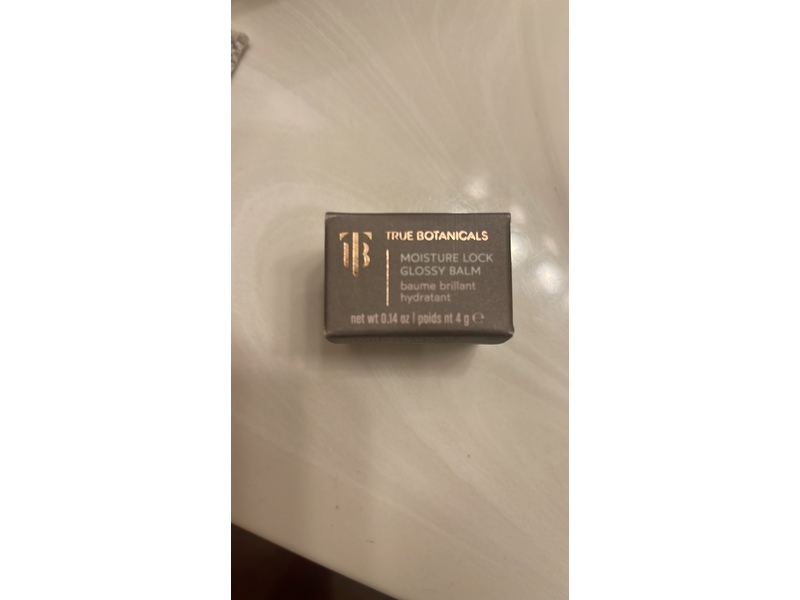 TB
TRUE BOTANICALS
MOISTURE LOCK
GLOSSY BALM
baume brillant
hydratant
net wt 0.14 oz | poids nt 4 g ℮